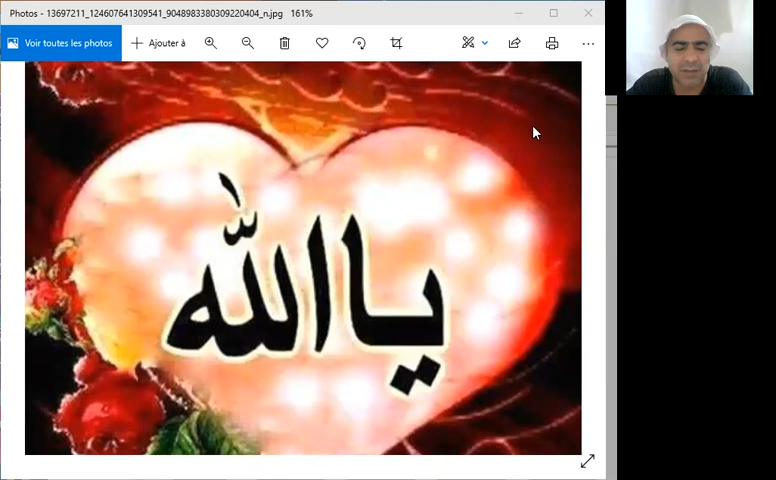 Photos - 13697211_124607641309541_9048983380309220404_n.jpg 161%
Voir toutes les photos
Ajouter à
يا الله